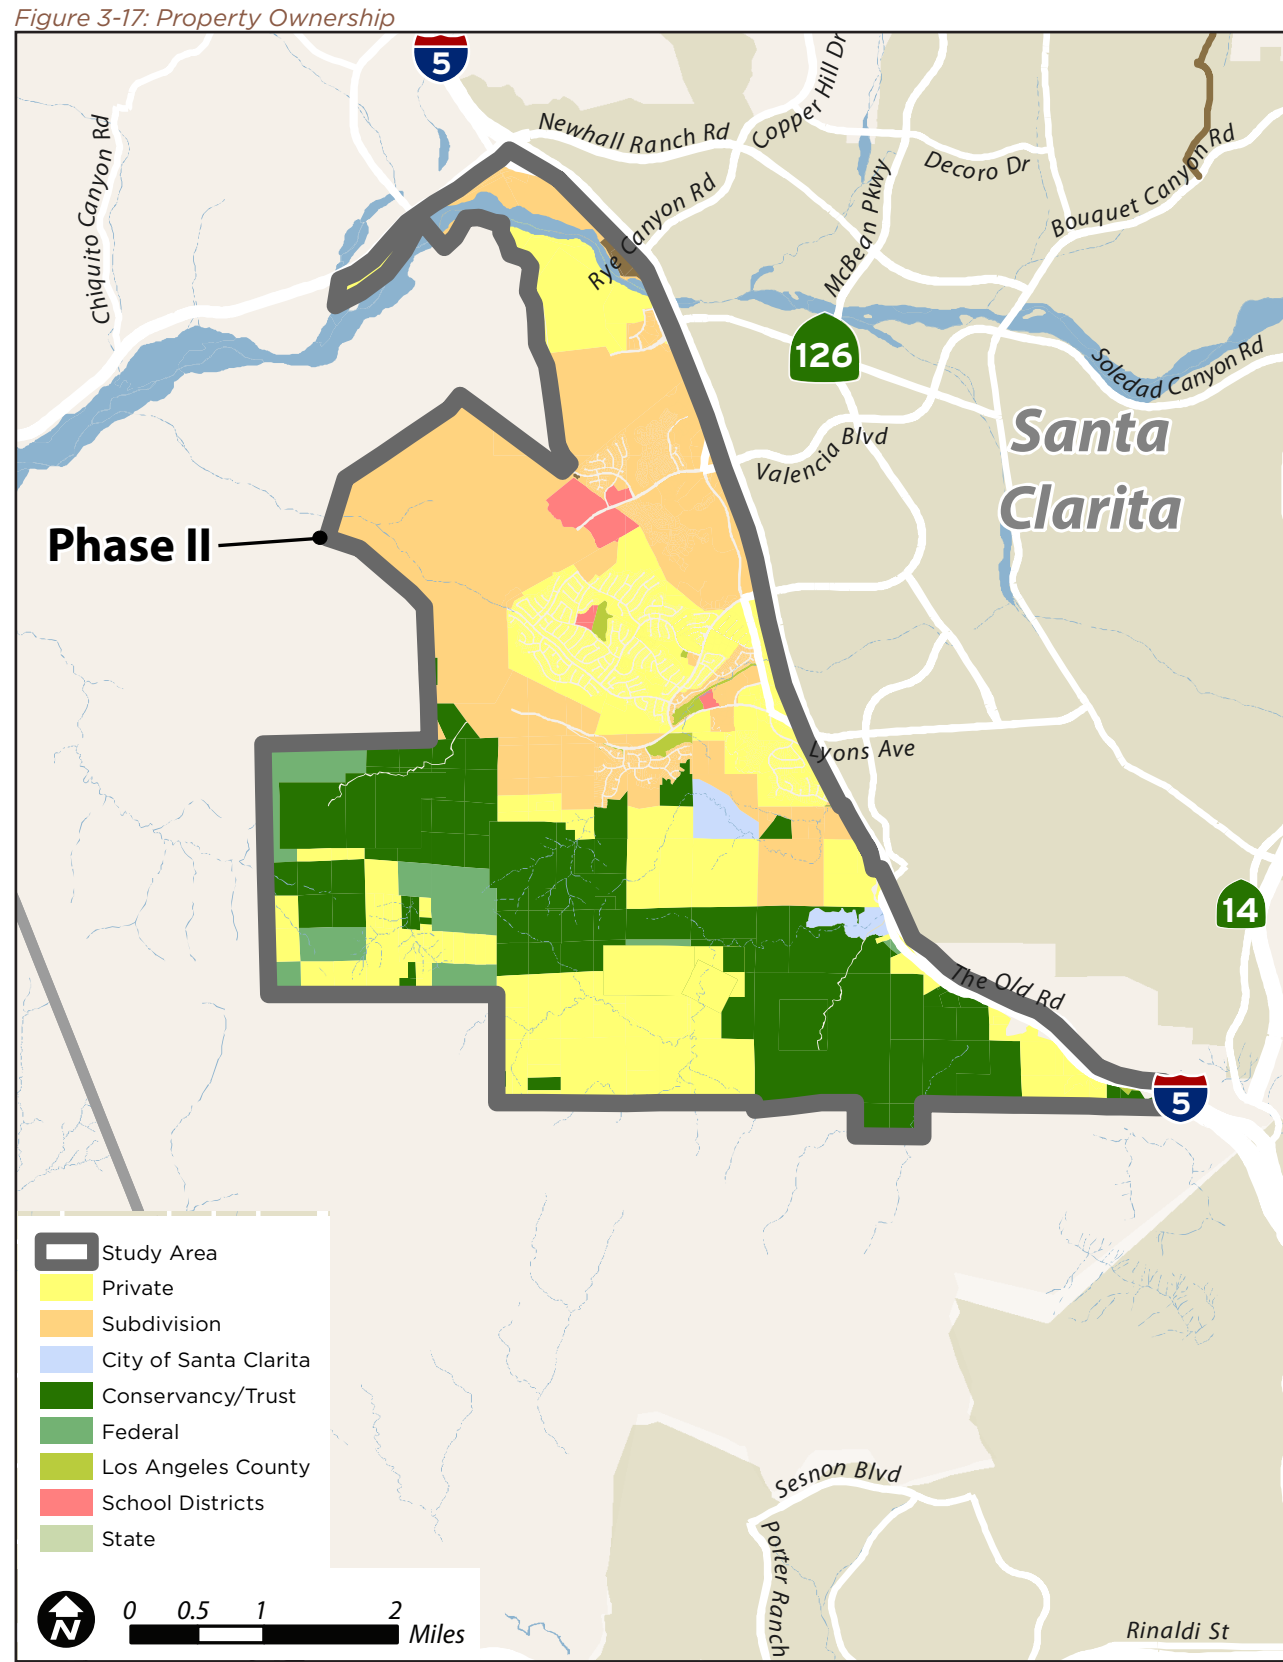 Figure 3-17: Property Ownership
5
Newhall Ranch Rd
Copper Hill Dr
Chiquito Canyon Rd
Decoro Dr
McBean Pkwy
Bouquet Canyon Rd
Rye Canyon Rd
126
Soledad Canyon Rd
Santa
Clarita
Valencia Blvd
Phase II
Lyons Ave
14
The Old Rd
5
Study Area
Private
Subdivision
City of Santa Clarita
Conservancy/Trust
Federal
Los Angeles County
School Districts
State
Sesnon Blvd
Porter Ranch
Rinaldi St
N
0 0.5 1 2
Miles